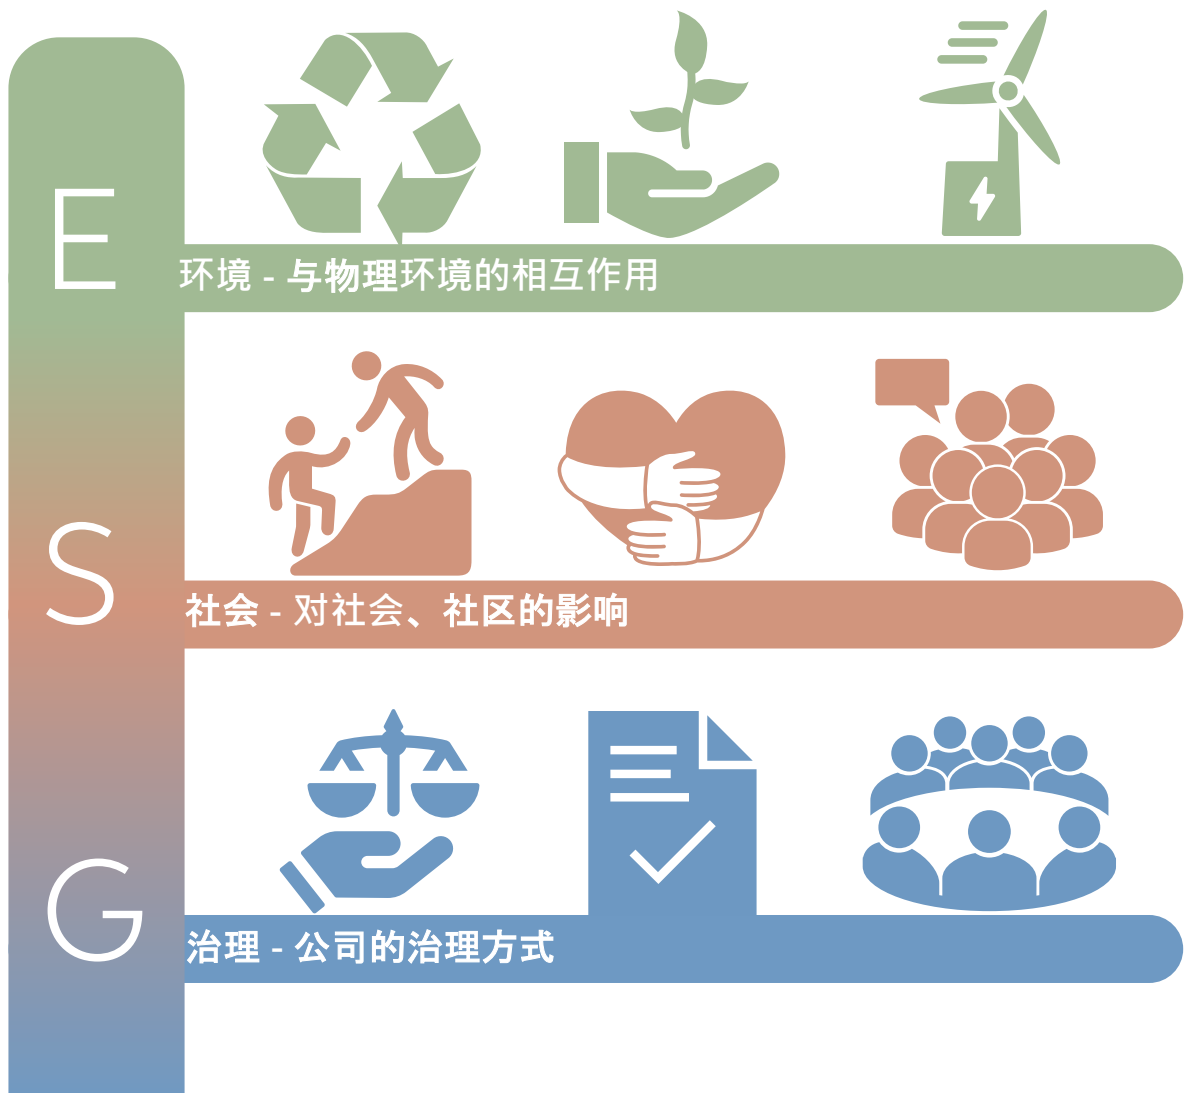 E
环境 - 与物理环境的相互作用
S
社会 - 对社会、社区的影响
G
治理 - 公司的治理方式